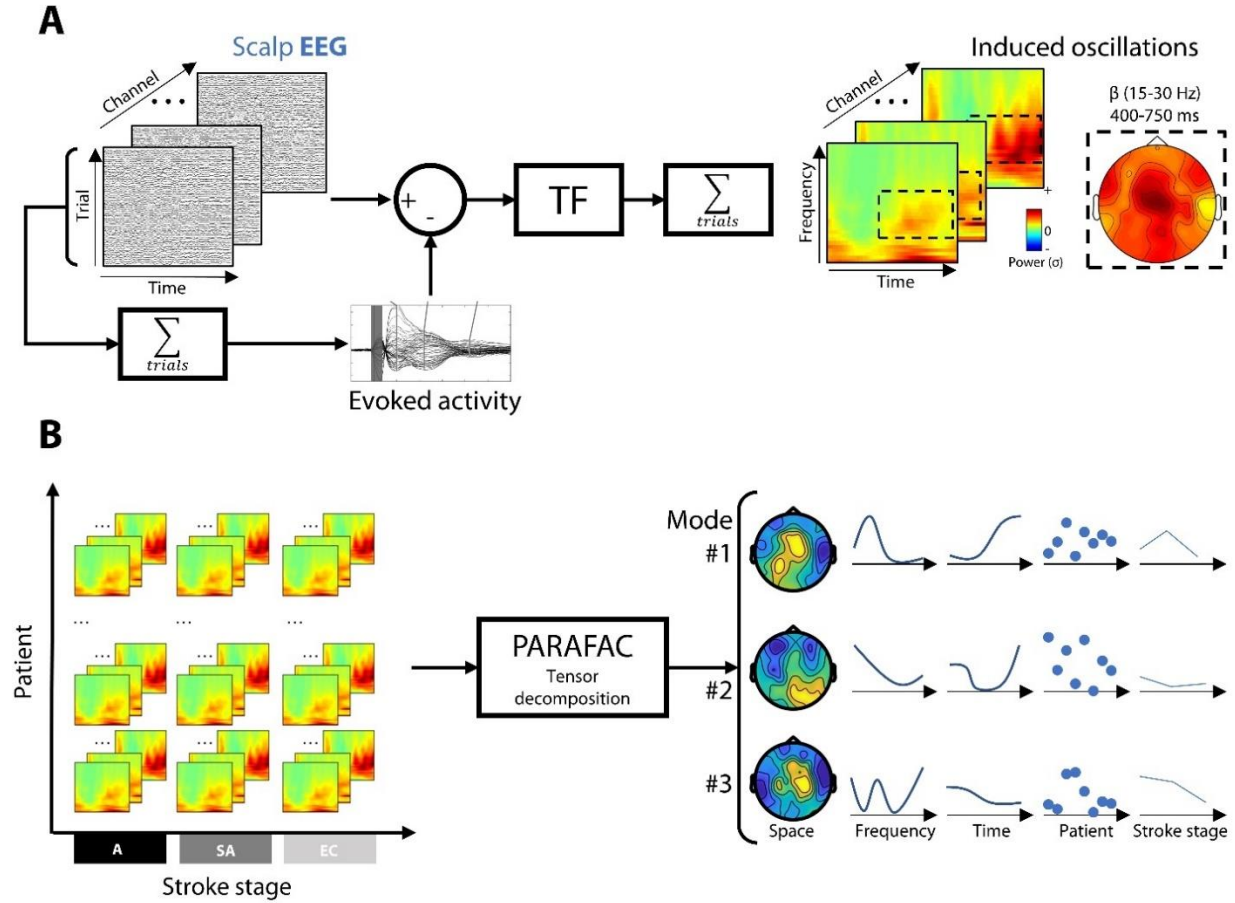 A
Scalp EEG
Induced oscillations
Channel
...
Trial
Time
+
-
TF
∑
trials
∑
trials
Evoked activity
Channel
...
Frequency
Time
+
0
-
Power (σ)
β (15-30 Hz)
400-750 ms
B
Patient
... ... ...
... ... ...
... ... ...
... ... ...
A SA EC
Stroke stage
PARAFAC
Tensor
decomposition
Mode
#1
#2
#3
Space Frequency Time Patient Stroke stage